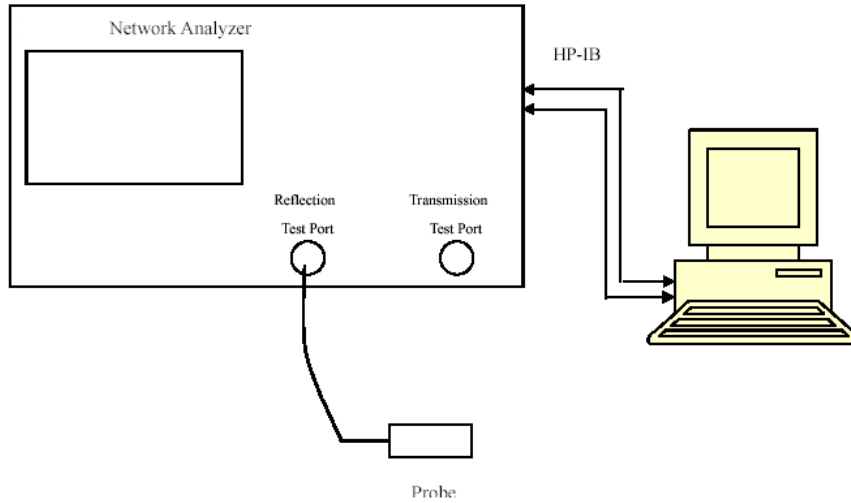 Network Analyzer
HP-IB
Reflection
Test Port
Transmission
Test Port
Probe